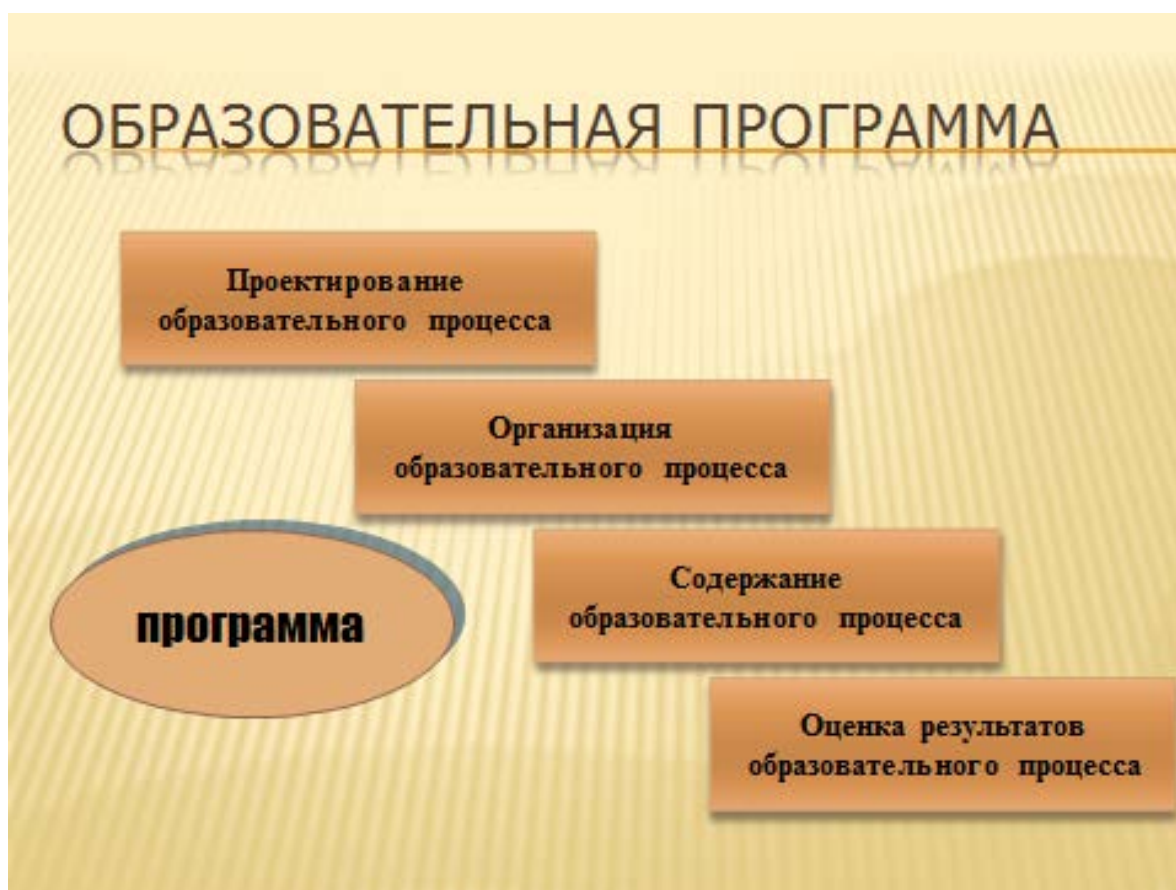 ОБРАЗОВАТЕЛЬНАЯ ПРОГРАММА
Проектирование
образовательного процесса
Организация
образовательного процесса
программа
Содержание
образовательного процесса
Оценка результатов
образовательного процесса